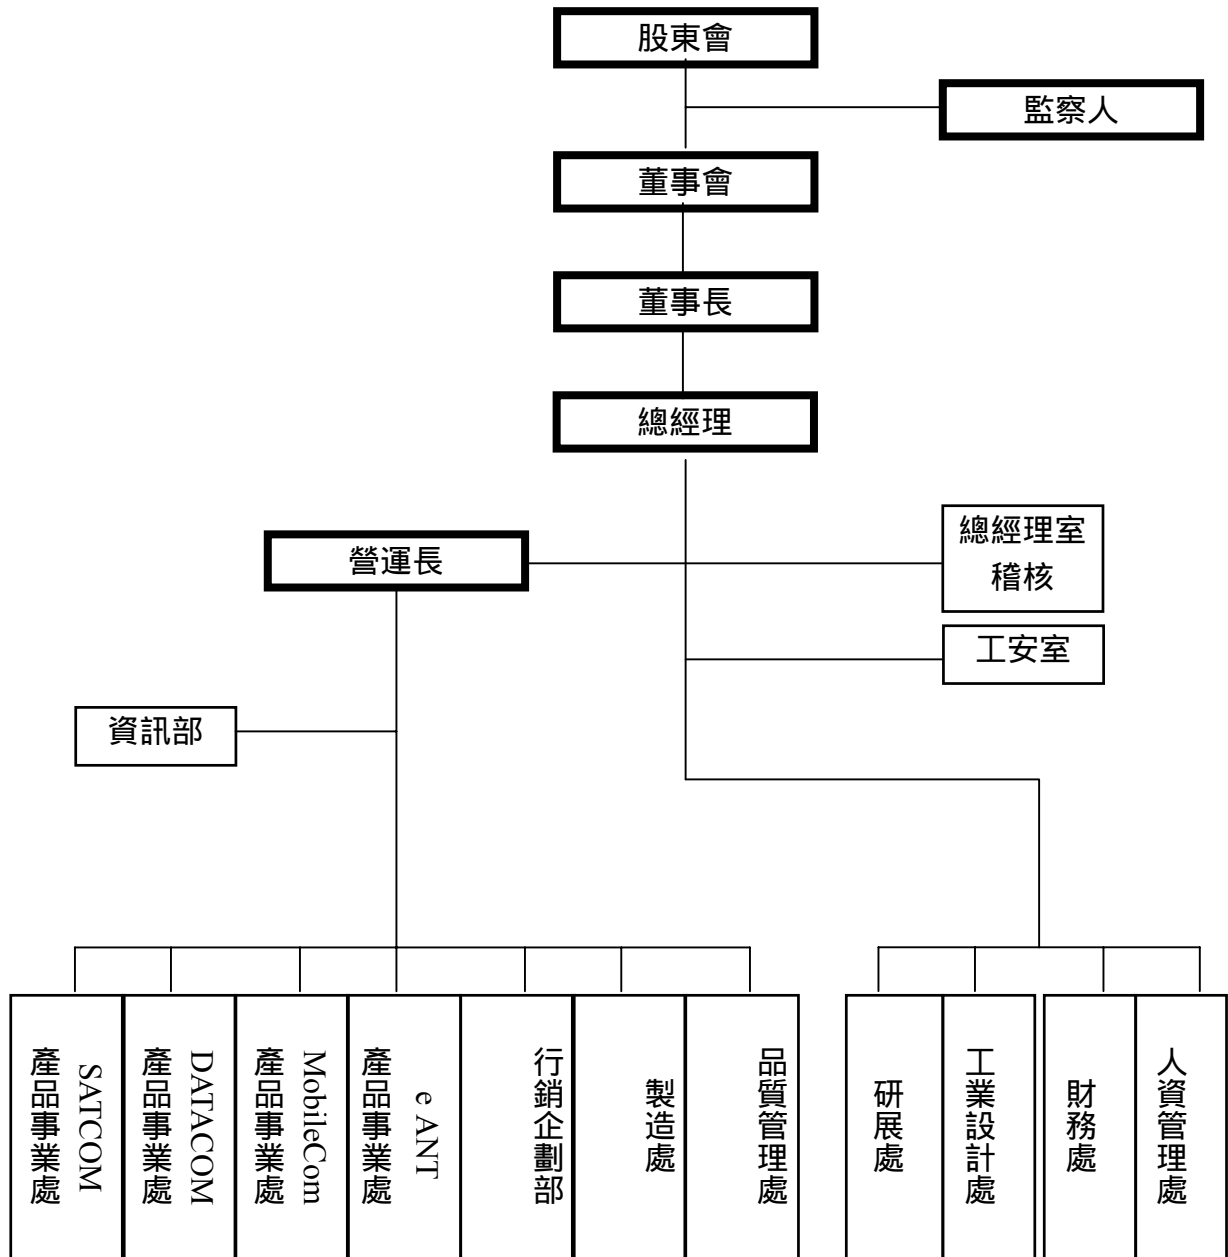 股東會
監察人
董事會
董事長
總經理
營運長
總經理室
稽核
工安室
資訊部
SATCOM
產品事業處
DATACOM
產品事業處
MobileCom
產品事業處
e ANT
產品事業處
行銷企劃部
製造處
品質管理處
研展處
工業設計處
財務處
人資管理處